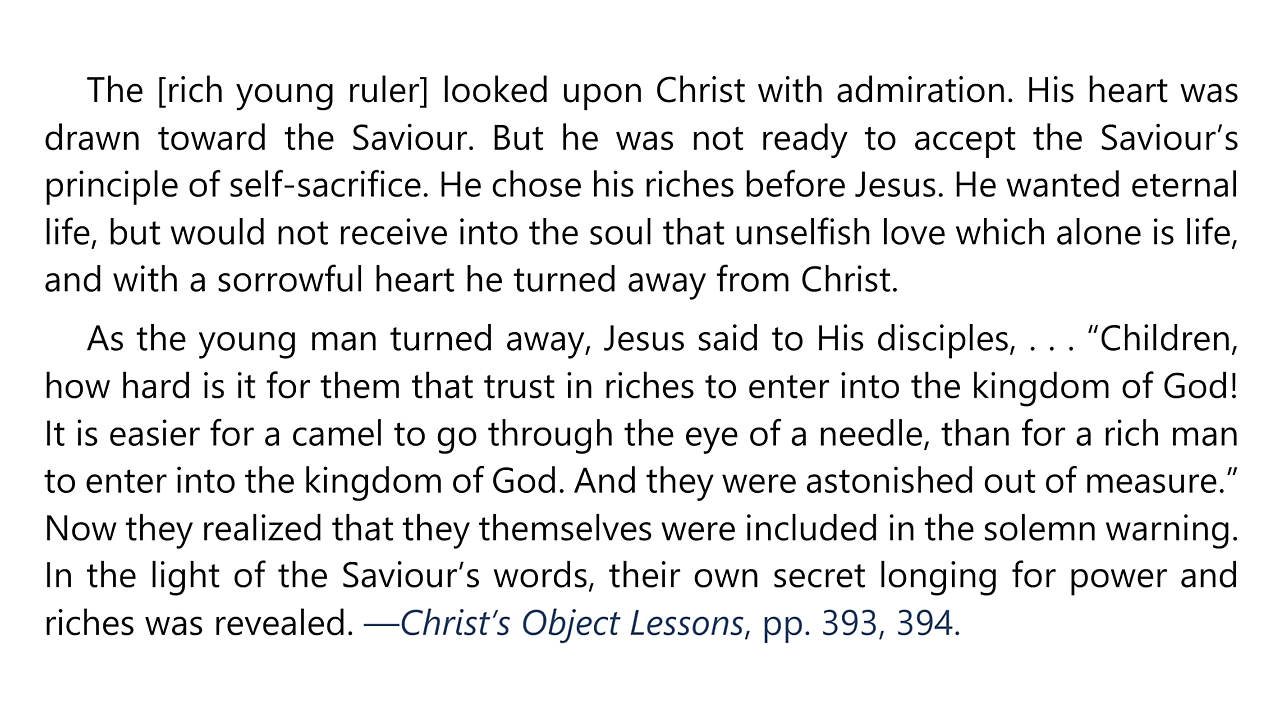 The [rich young ruler] looked upon Christ with admiration. His heart was
drawn toward the Saviour. But he was not ready to accept the Saviour’s
principle of self-sacrifice. He chose his riches before Jesus. He wanted eternal
life, but would not receive into the soul that unselfish love which alone is life,
and with a sorrowful heart he turned away from Christ.
As the young man turned away, Jesus said to His disciples, . . . “Children,
how hard is it for them that trust in riches to enter into the kingdom of God!
It is easier for a camel to go through the eye of a needle, than for a rich man
to enter into the kingdom of God. And they were astonished out of measure.”
Now they realized that they themselves were included in the solemn warning.
In the light of the Saviour’s words, their own secret longing for power and
riches was revealed. —Christ’s Object Lessons, pp. 393, 394.